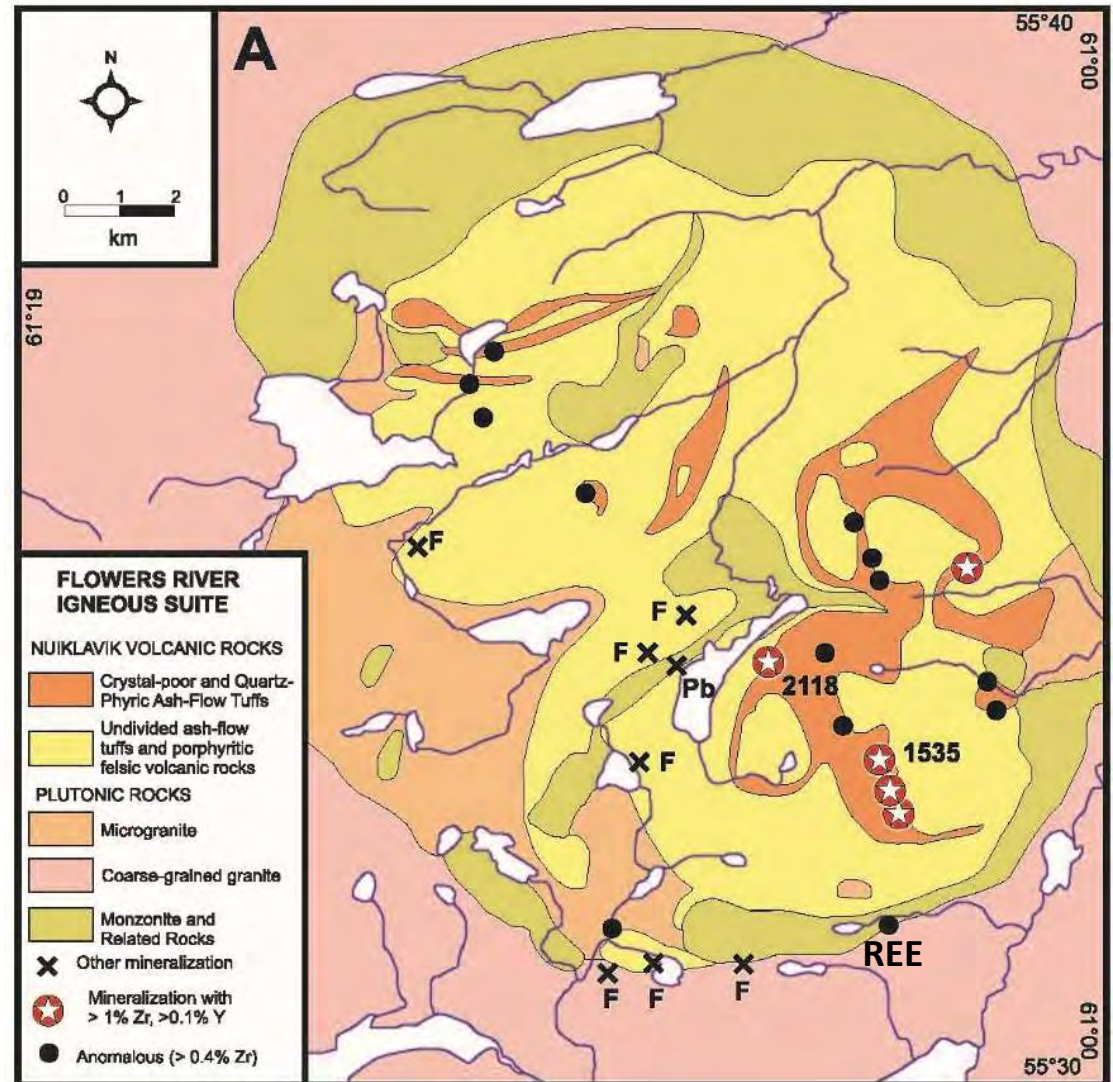 A
55°40
61°00
N
0 1 2
km
61°19
F
FLOWERS RIVER
IGNEOUS SUITE
NUIKLAVIK VOLCANIC ROCKS
Crystal-poor and Quartz-
Phyric Ash-Flow Tuffs
Undivided ash-flow
tuffs and porphyritic
felsic volcanic rocks
PLUTONIC ROCKS
Microgranite
Coarse-grained granite
Monzonite and
Related Rocks
Other mineralization
Mineralization with
> 1% Zr, >0.1% Y
Anomalous (> 0.4% Zr)
F
F
Pb
2118
F
1535
REE
F
F
F
61°00
55°30